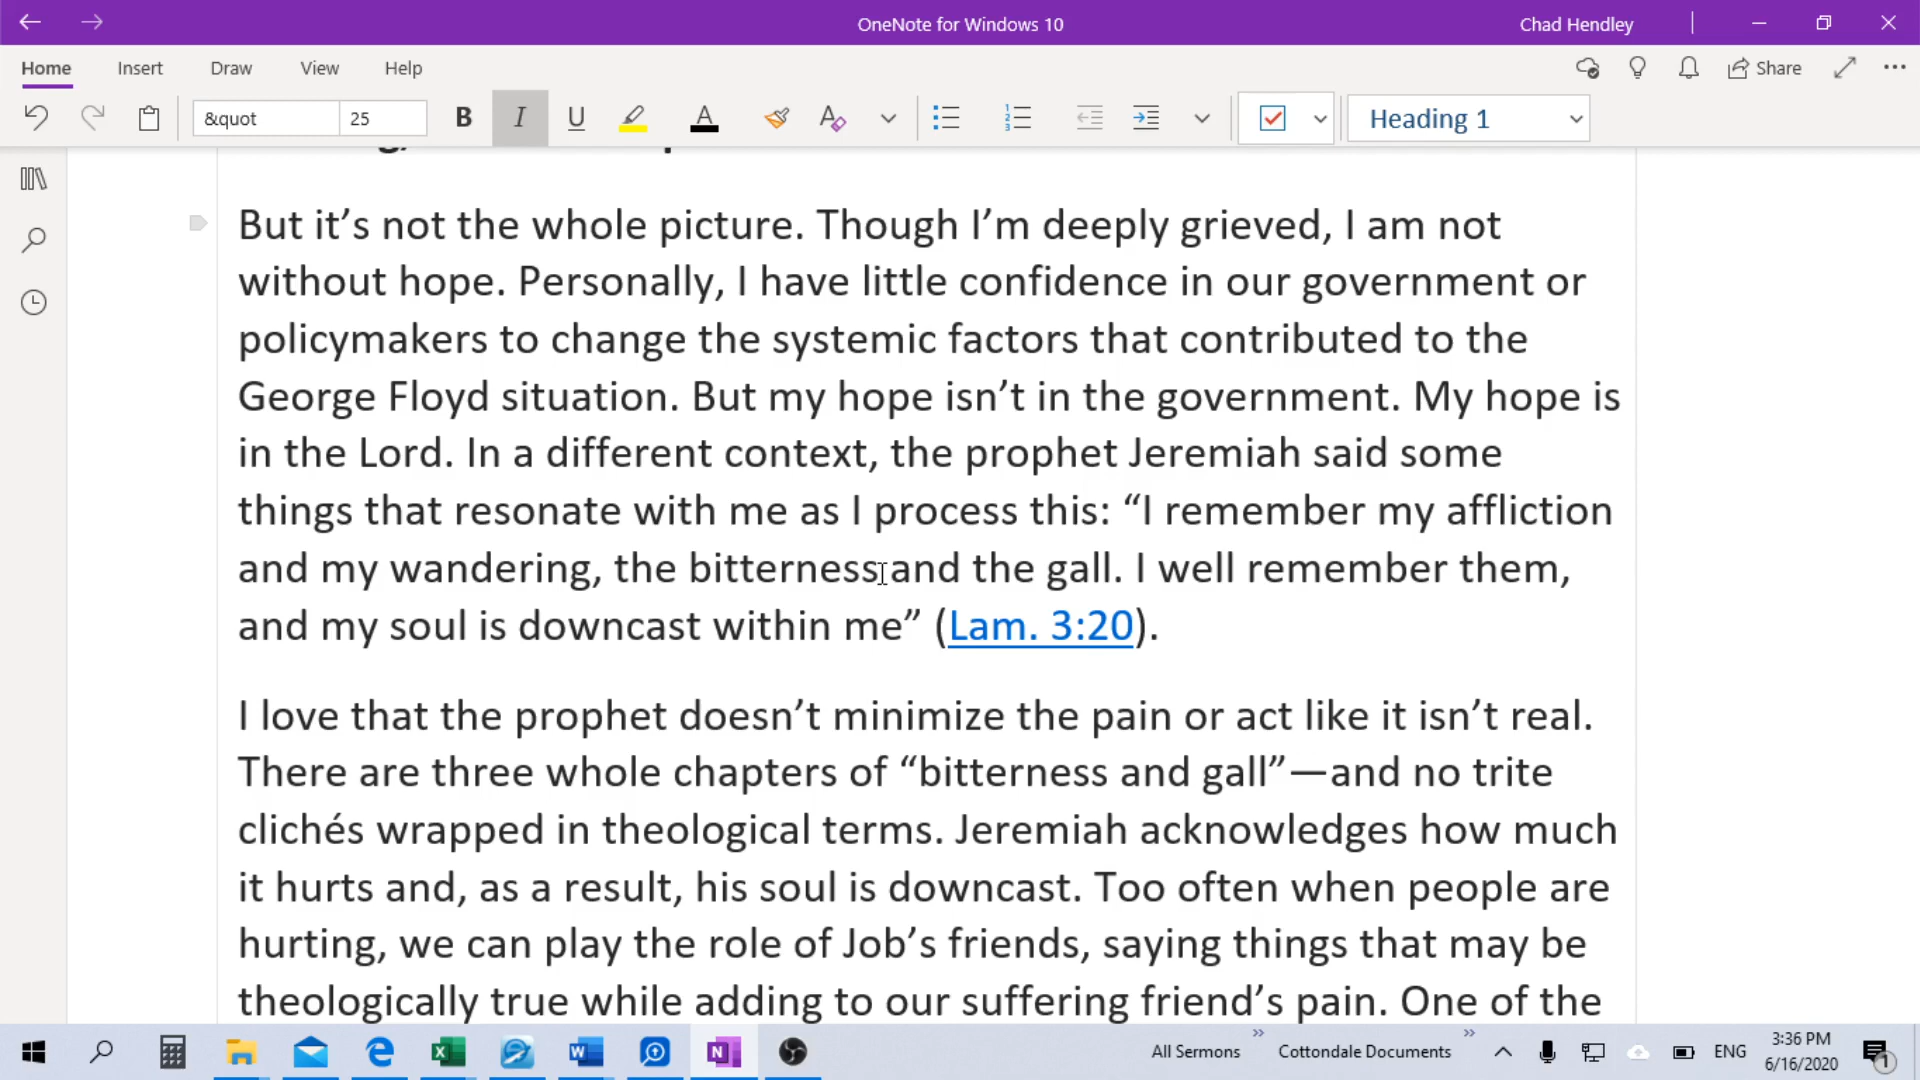 OneNote for Windows 10
Chad Hendley
Home Insert Draw View Help
Share
&quot 25 B I U A A Heading 1
But it’s not the whole picture. Though I’m deeply grieved, I am not
without hope. Personally, I have little confidence in our government or
policymakers to change the systemic factors that contributed to the
George Floyd situation. But my hope isn’t in the government. My hope is
in the Lord. In a different context, the prophet Jeremiah said some
things that resonate with me as I process this: “I remember my affliction
and my wandering, the bitterness and the gall. I well remember them,
and my soul is downcast within me” (Lam. 3:20).
I love that the prophet doesn’t minimize the pain or act like it isn’t real.
There are three whole chapters of “bitterness and gall”—and no trite
clichés wrapped in theological terms. Jeremiah acknowledges how much
it hurts and, as a result, his soul is downcast. Too often when people are
hurting, we can play the role of Job’s friends, saying things that may be
theologically true while adding to our suffering friend’s pain. One of the
All Sermons Cottondale Documents ENG 3:36 PM
6/16/2020 1